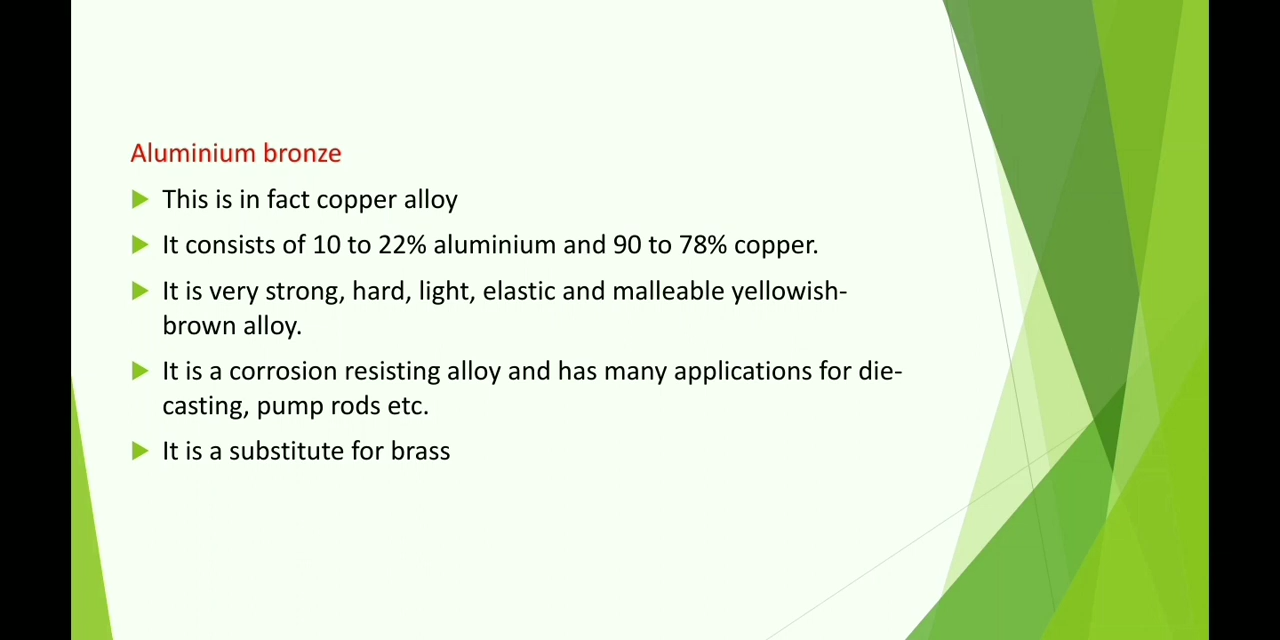 Aluminium bronze
This is in fact copper alloy
It consists of 10 to 22% aluminium and 90 to 78% copper.
It is very strong, hard, light, elastic and malleable yellowish-
brown alloy.
It is a corrosion resisting alloy and has many applications for die-
casting, pump rods etc.
It is a substitute for brass